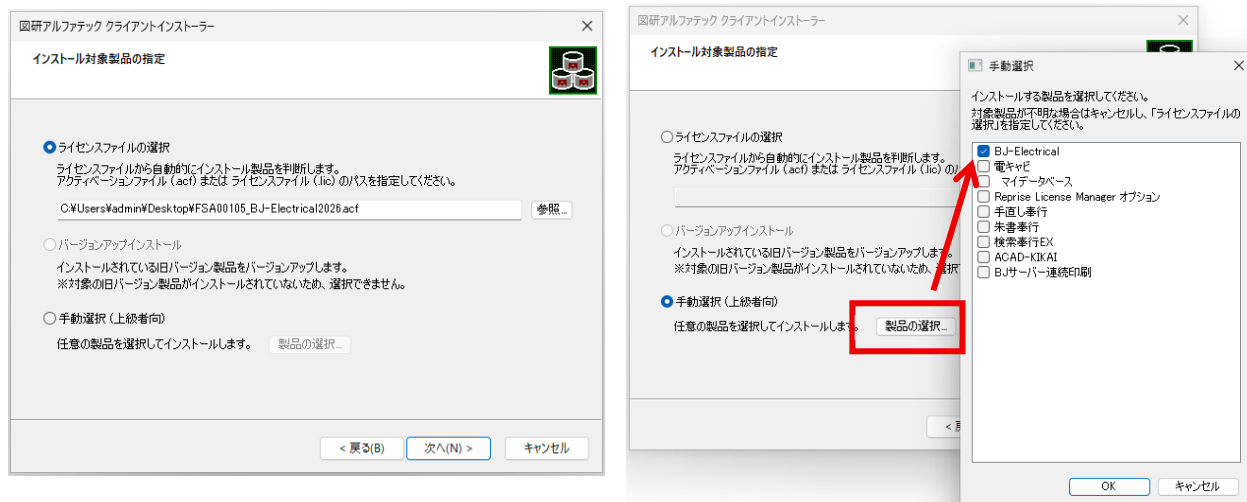 図研アルファテック クライアントインストーラー
インストール対象製品の指定
ライセンスファイルの選択
ライセンスファイルから自動的にインストール製品を判断します。
アクティベーションファイル (.acf) または ライセンスファイル (.lic) のパスを指定してください。
C:¥Users¥admin¥Desktop¥FSA00105_BJ-Electrical2026.acf
参照...
バージョンアップインストール
インストールされている旧バージョン製品をバージョンアップします。
※対象の旧バージョン製品がインストールされていないため、選択できません。
手動選択 (上級者向)
任意の製品を選択してインストールします。
製品の選択...
< 戻る(B)
次へ(N) >
キャンセル
図研アルファテック クライアントインストーラー
インストール対象製品の指定
ライセンスファイルの選択
ライセンスファイルから自動的にインストール製品を判断します。
アクティベーションファイル (.acf) または ライセンスファイル (.lic) の
バージョンアップインストール
インストールされている旧バージョン製品をバージョンアップします。
※対象の旧バージョン製品がインストールされていないため、選択
手動選択 (上級者向)
任意の製品を選択してインストールします。
製品の選択...
< 戻
手動選択
インストールする製品を選択してください。
対象製品が不明な場合はキャンセルし、「ライセンスファイルの
選択」を指定してください。
BJ-Electrical
電キャビ
マイデータベース
Reprise License Manager オプション
手直し奉行
朱書奉行
検索奉行EX
ACAD-KIKAI
BJサーバー連続印刷
OK
キャンセル